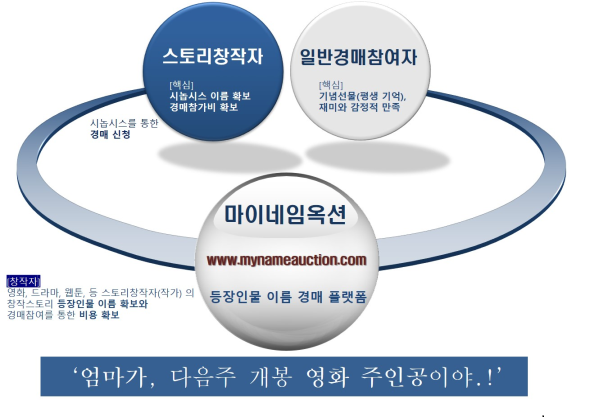 스토리창작자
[핵심]
시놉시스 이름 확보
경매참가비 확보
일반경매참여자
[핵심]
기념선물(평생 기억),
재미와 감정적 만족
시놉시스를 통한
경매 신청
마이네임옥션
www.mynameauction.com
등장인물 이름 경매 플랫폼
[창작자]
영화, 드라마, 웹툰, 등 스토리창작자(작가) 의
창작스토리 등장인물 이름 확보와
경매참여를 통한 비용 확보
‘엄마가, 다음주 개봉 영화 주인공이야.!’